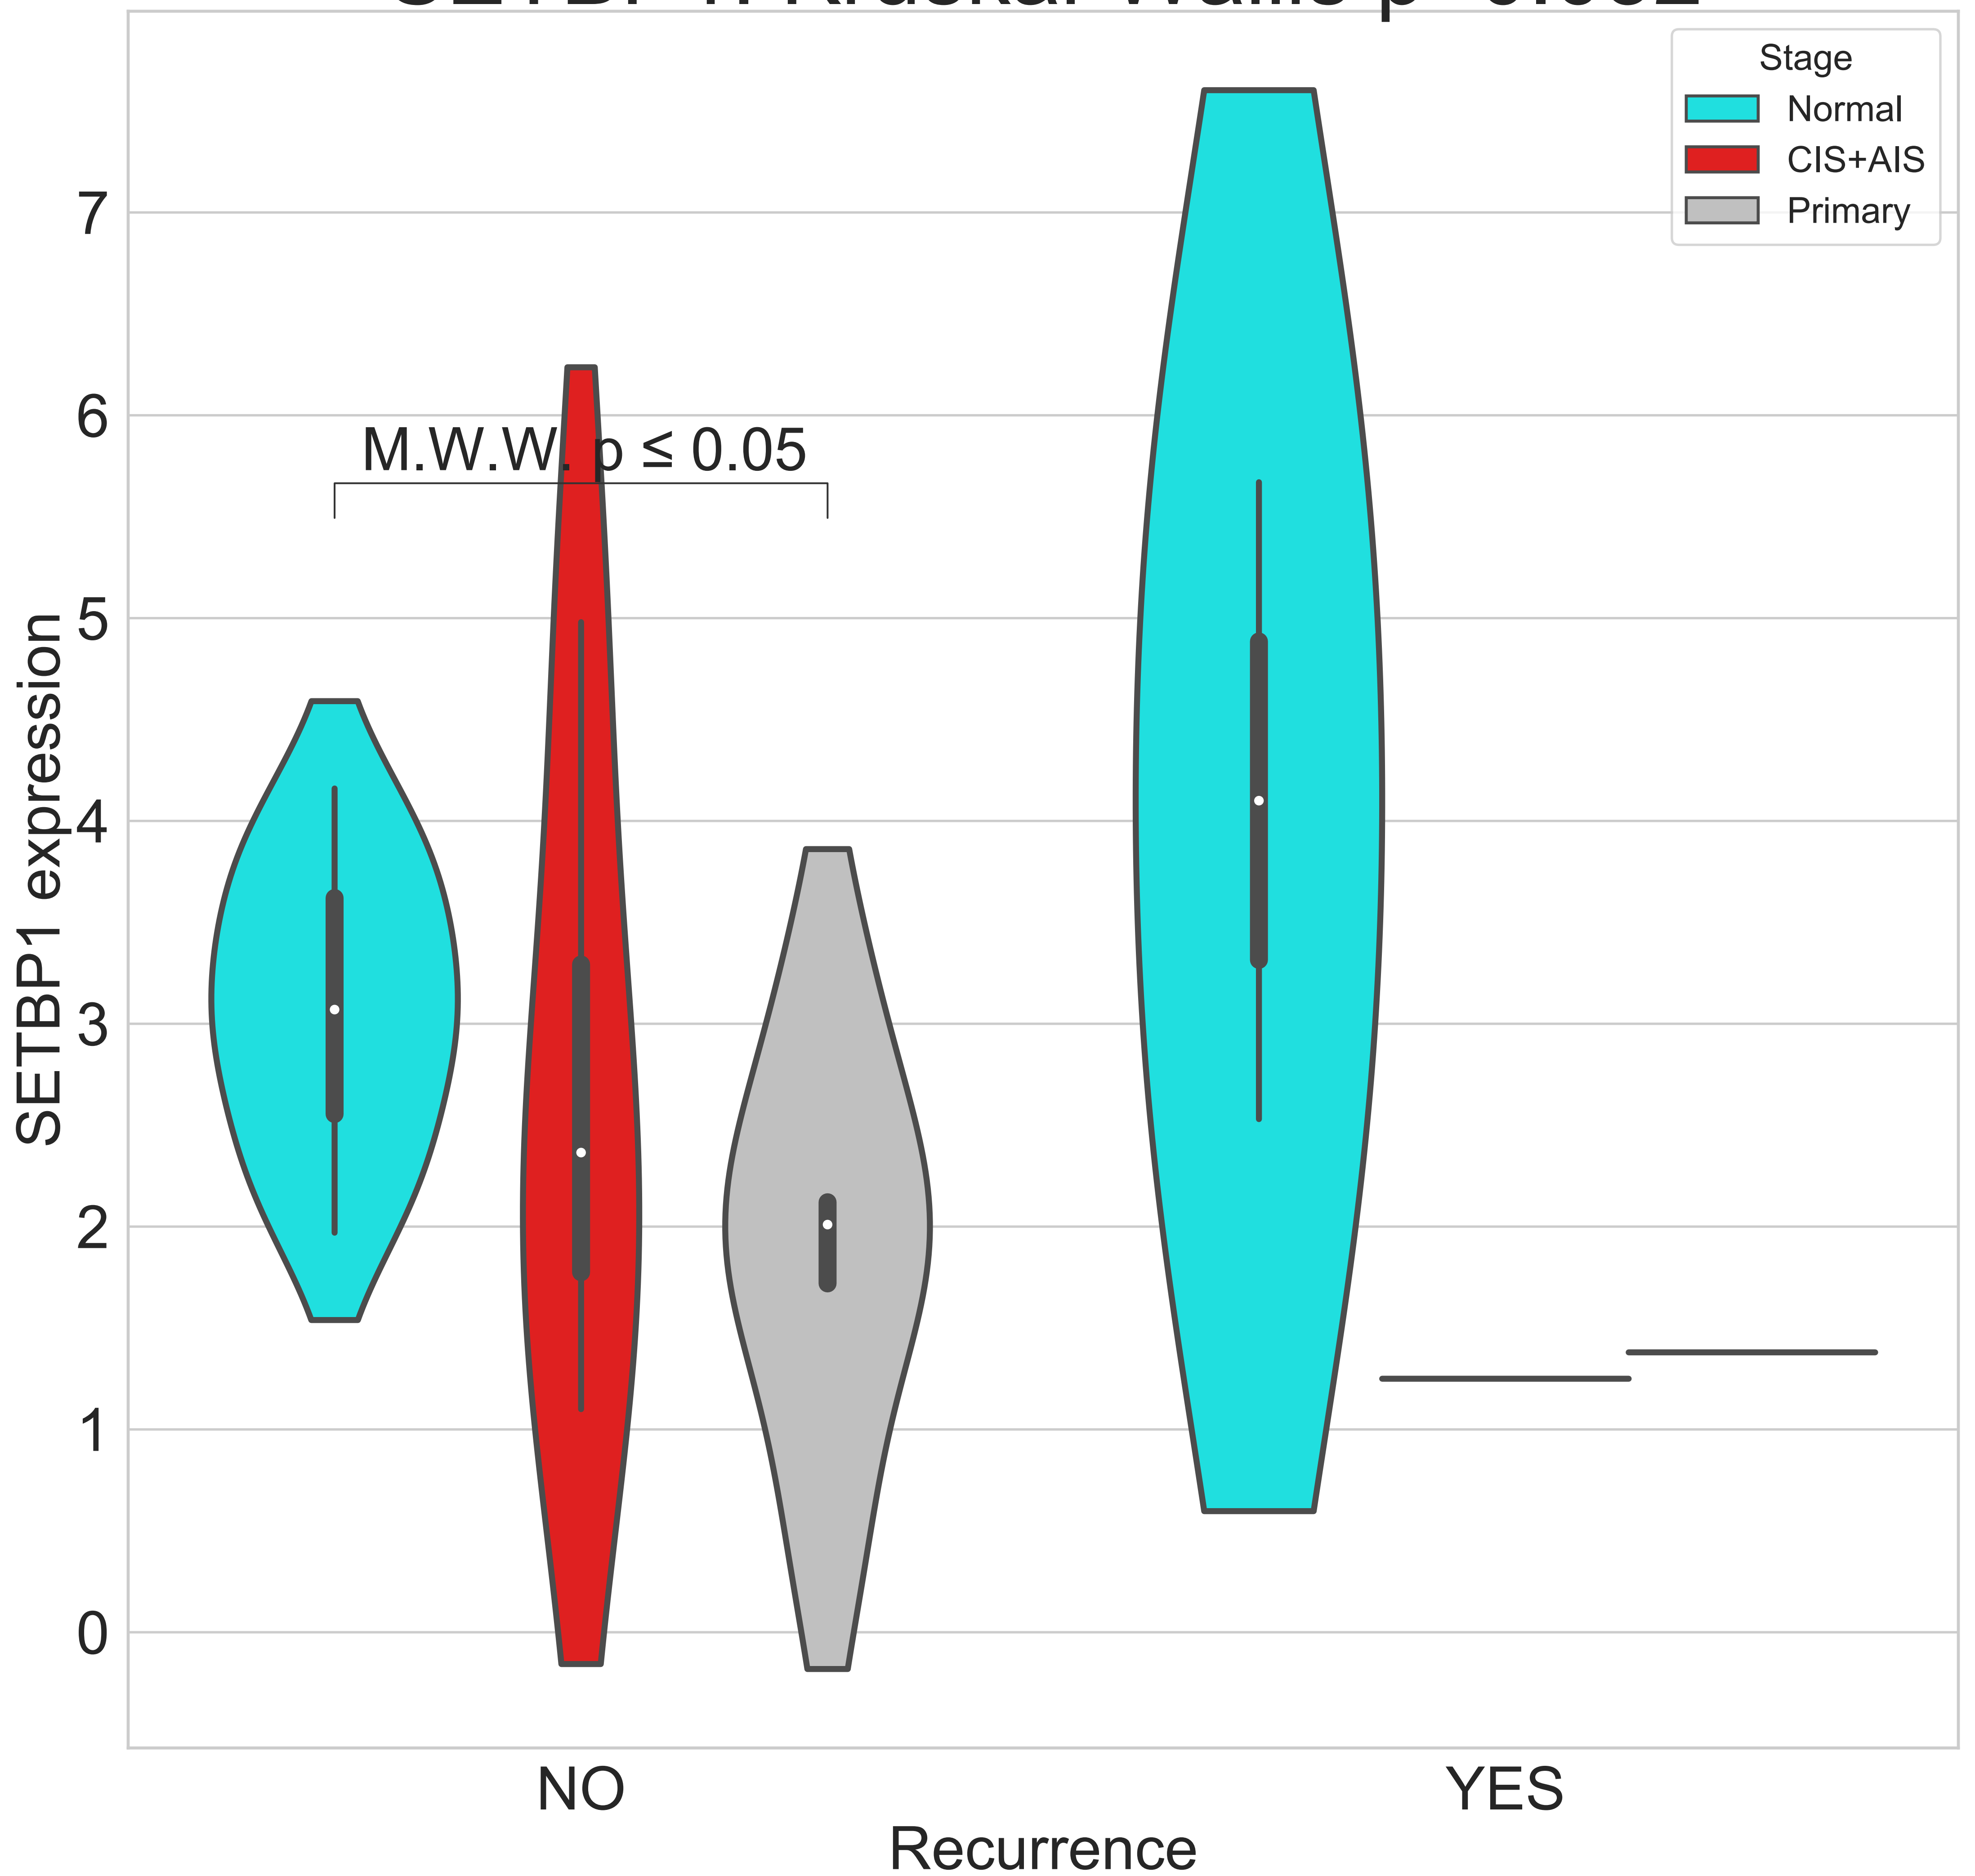 Stage
Normal
CIS+AIS
Primary
7
6
M.W.W. p ≤ 0.05
5
4
3
2
1
0
SETBP1 expression
NO
YES
Recurrence